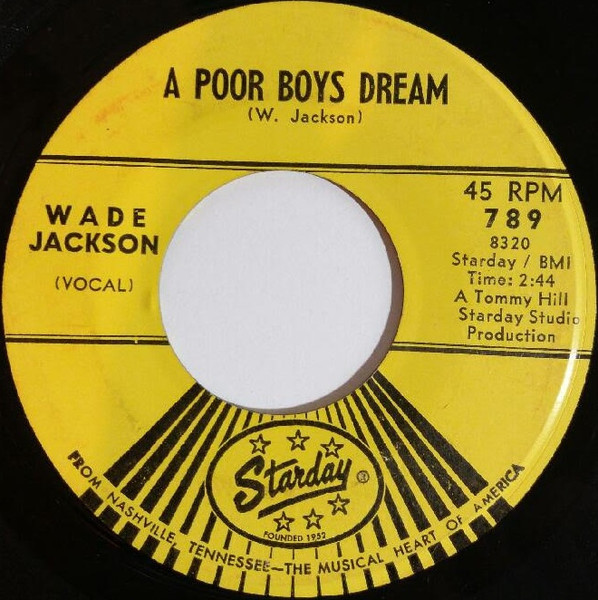 A POOR BOYS DREAM
(W. Jackson)
WADE
JACKSON
(VOCAL)
45 RPM
789
8320
Starday / BMI
Time: 2:44
A Tommy Hill
Starday Studio
Production
Starday ®
FOUNDED 1952
FROM NASHVILLE, TENNESSEE—THE MUSICAL HEART OF AMERICA